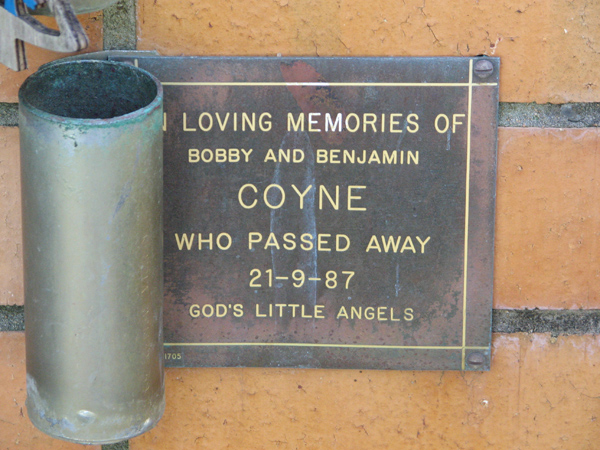 N LOVING MEMORIES OF
BOBBY AND BENJAMIN
COYNE
WHO PASSED AWAY
21-9-87
GOD'S LITTLE ANGELS
1705